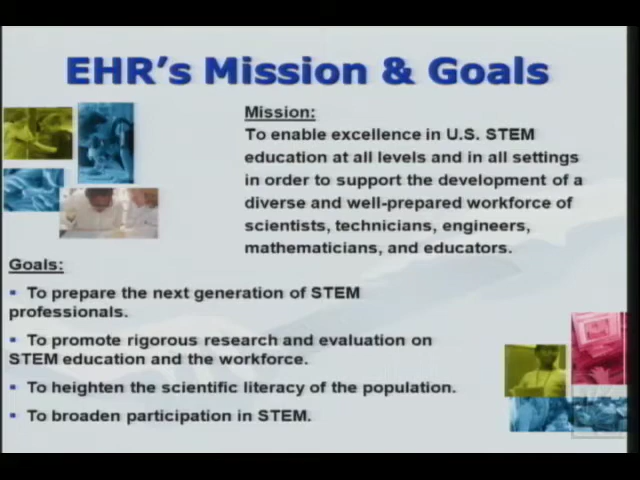 EHR's Mission & Goals
Mission:
To enable excellence in U.S. STEM
education at all levels and in all settings
in order to support the development of a
diverse and well-prepared workforce of
scientists, technicians, engineers,
mathematicians, and educators.
Goals:
▪ To prepare the next generation of STEM
professionals.
▪ To promote rigorous research and evaluation on
STEM education and the workforce.
▪ To heighten the scientific literacy of the population.
▪ To broaden participation in STEM.